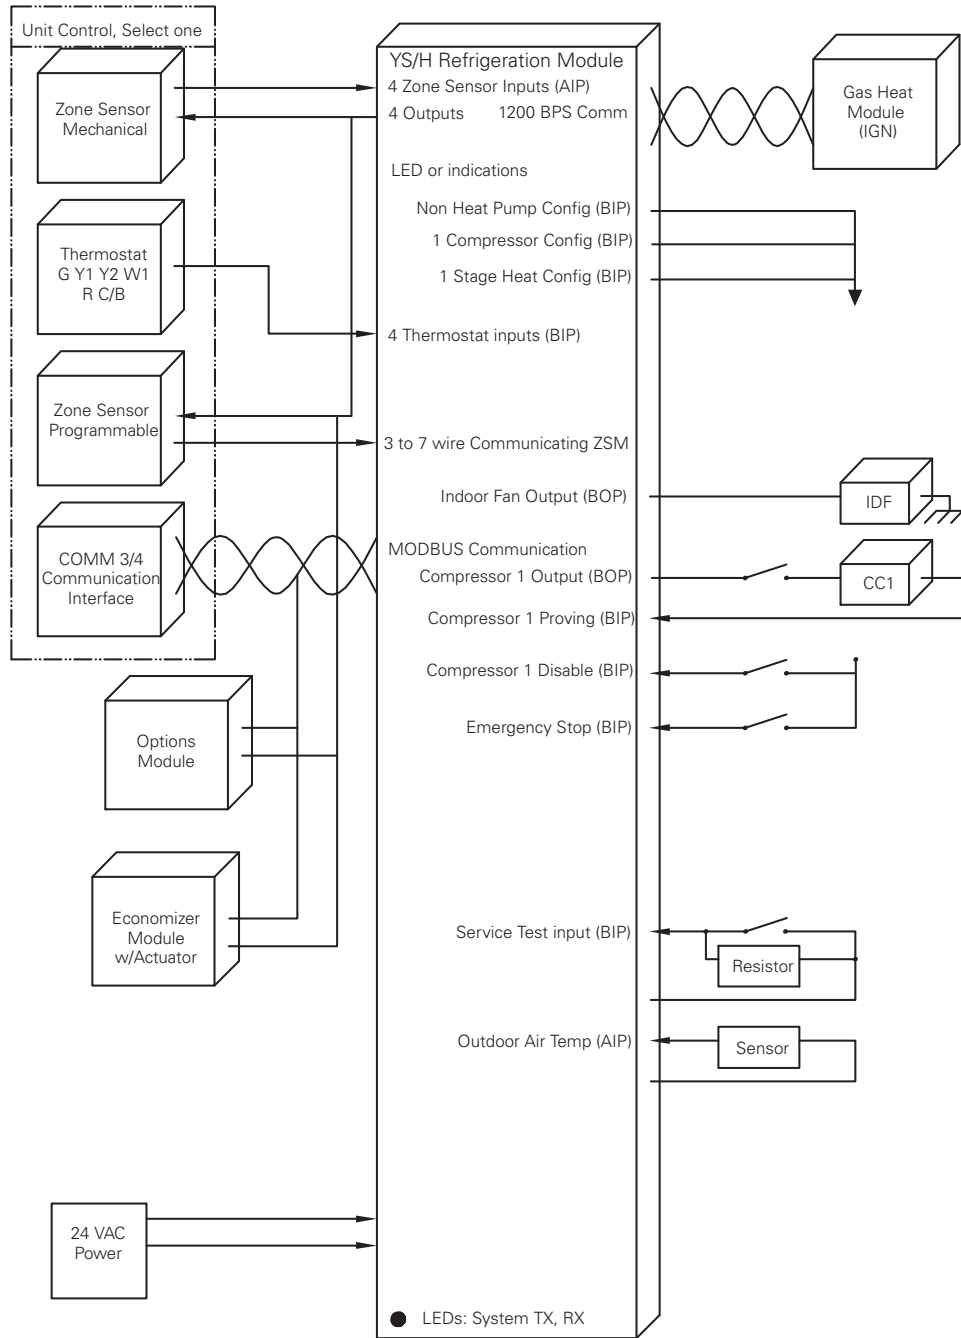 Unit Control, Select one
Zone Sensor
Mechanical
Thermostat
G Y1 Y2 W1
R C/B
Zone Sensor
Programmable
COMM 3/4
Communication
Interface
Options
Module
Economizer
Module
w/Actuator
24 VAC
Power
YS/H Refrigeration Module
4 Zone Sensor Inputs (AIP)
4 Outputs 1200 BPS Comm
LED or indications
Non Heat Pump Config (BIP)
1 Compressor Config (BIP)
1 Stage Heat Config (BIP)
4 Thermostat inputs (BIP)
3 to 7 wire Communicating ZSM
Indoor Fan Output (BOP)
MODBUS Communication
Compressor 1 Output (BOP)
Compressor 1 Proving (BIP)
Compressor 1 Disable (BIP)
Emergency Stop (BIP)
Service Test input (BIP)
Outdoor Air Temp (AIP)
LEDs: System TX, RX
Gas Heat
Module
(IGN)
IDF
CC1
Resistor
Sensor